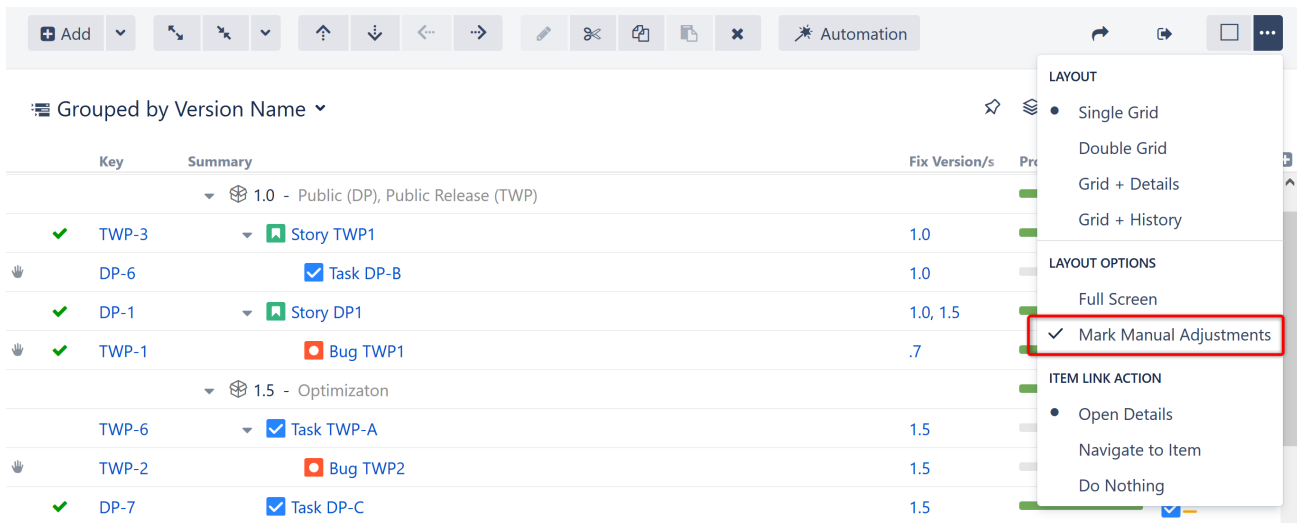 Add
Automation
LAYOUT
Single Grid
Double Grid
Grid + Details
Grid + History
LAYOUT OPTIONS
Full Screen
Mark Manual Adjustments
ITEM LINK ACTION
Open Details
Navigate to Item
Do Nothing
Grouped by Version Name
Key Summary Fix Version/s
1.0 - Public (DP), Public Release (TWP)
TWP-3 Story TWP1 1.0
DP-6 Task DP-B 1.0
DP-1 Story DP1 1.0, 1.5
TWP-1 Bug TWP1 .7
1.5 - Optimizaton
TWP-6 Task TWP-A 1.5
TWP-2 Bug TWP2 1.5
DP-7 Task DP-C 1.5